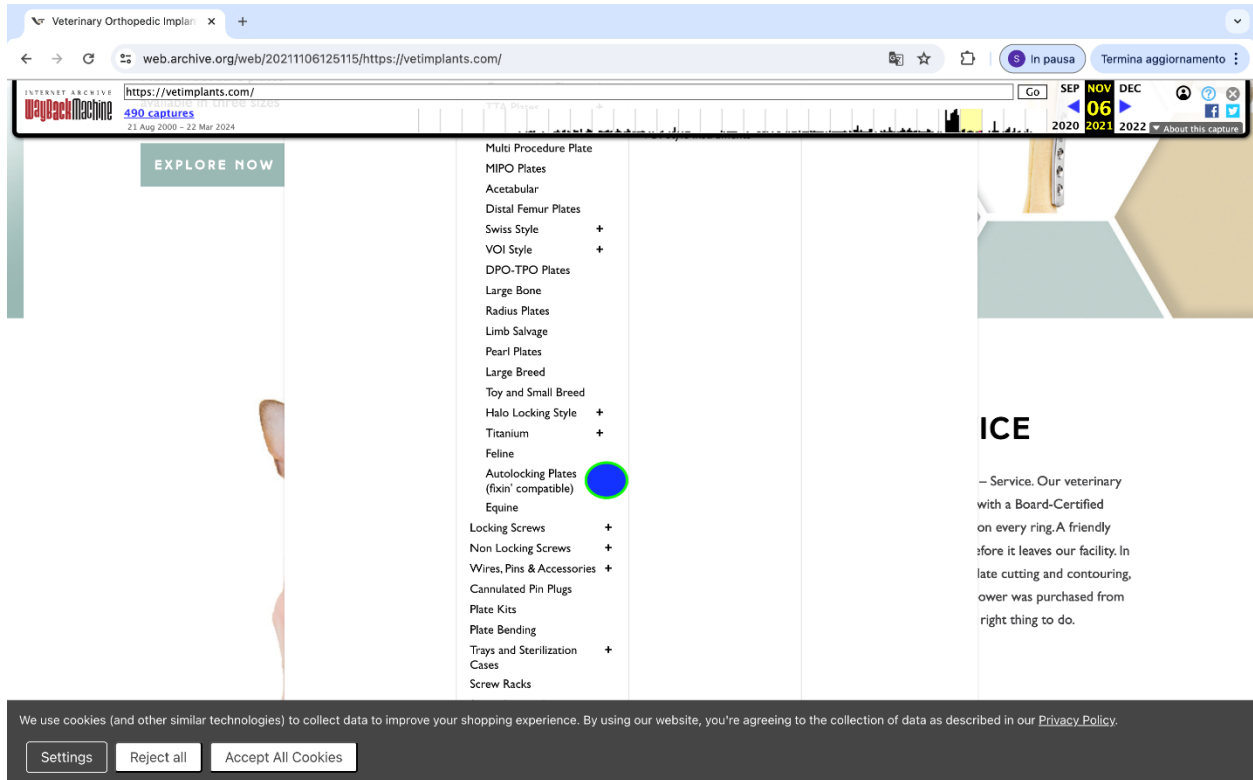 Veterinary Orthopedic Implan
web.archive.org/web/20211106125115/https://vetimplants.com/
S In pausa
Termina aggiornamento
INTERNET ARCHIVE
WayBackMachine
https://vetimplants.com/
Go
SEP NOV DEC
available in three sizes
490 captures
06
21 Aug 2000 – 22 Mar 2024
2020 2021 2022
About this capture
TTA Plates +
EXPLORE NOW
Multi Procedure Plate
MIPO Plates
Acetabular
Distal Femur Plates
Swiss Style +
VOI Style +
DPO-TPO Plates
Large Bone
Radius Plates
Limb Salvage
Pearl Plates
Large Breed
Toy and Small Breed
Halo Locking Style +
Titanium +
Feline
Autolocking Plates
(fixin' compatible)
Equine
Locking Screws +
Non Locking Screws +
Wires, Pins & Accessories +
Cannulated Pin Plugs
Plate Kits
Plate Bending
Trays and Sterilization +
Cases
Screw Racks
ICE
– Service. Our veterinary
with a Board-Certified
on every ring. A friendly
efore it leaves our facility. In
late cutting and contouring,
ower was purchased from
right thing to do.
We use cookies (and other similar technologies) to collect data to improve your shopping experience. By using our website, you're agreeing to the collection of data as described in our Privacy Policy.
Settings
Reject all
Accept All Cookies